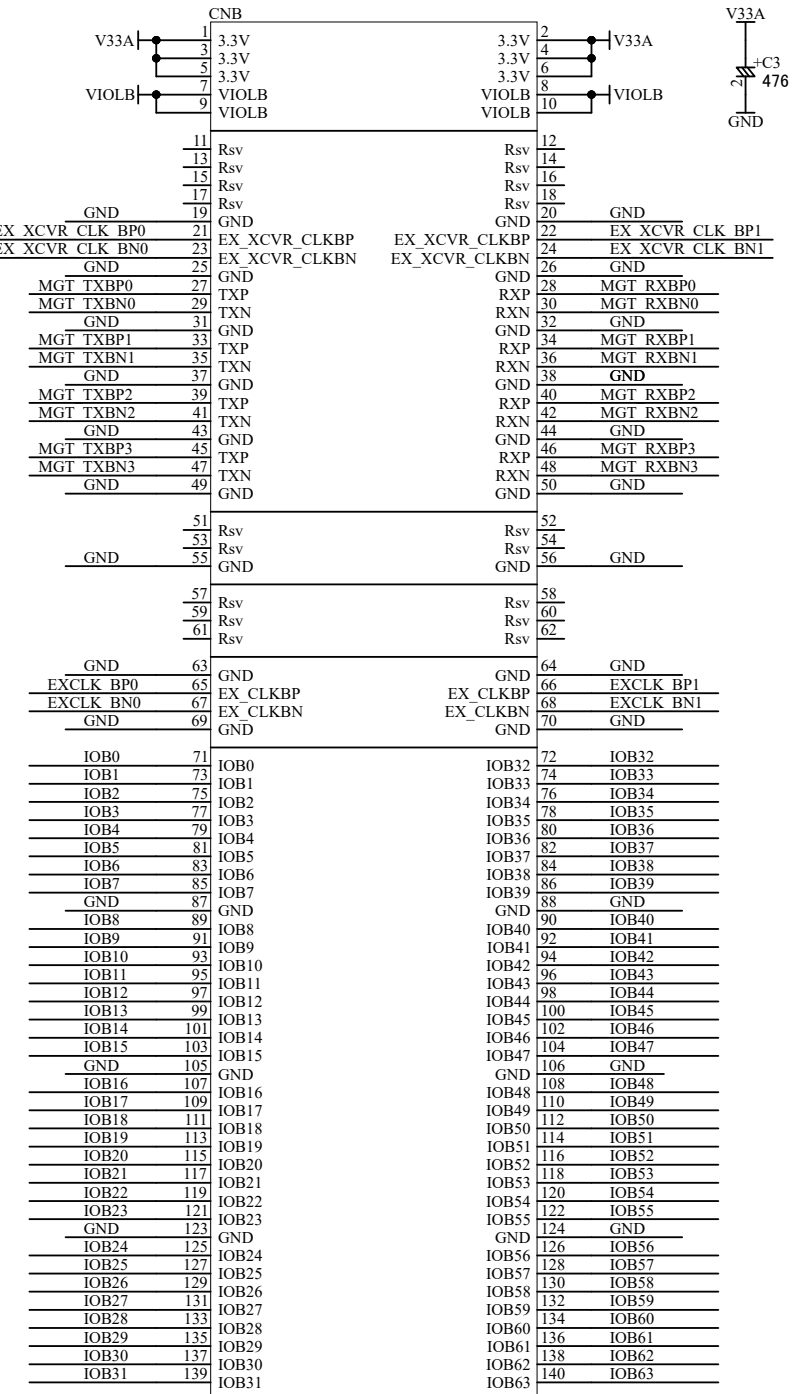 CNB V33A
V33A 1 3.3V 3.3V 2 V33A
3 3.3V 3.3V 4
5 3.3V 3.3V 6 +C3
VIOLB 7 VIOLB VIOLB 8 VIOLB 2 476
9 VIOLB VIOLB 10
GND
11 Rsv Rsv 12
13 Rsv Rsv 14
15 Rsv Rsv 16
17 Rsv Rsv 18
GND 19 GND GND 20 GND
EX_XCVR_CLK_BP0 21 EX_XCVR_CLKBP EX_XCVR_CLKBP 22 EX_XCVR_CLK_BP1
EX_XCVR_CLK_BN0 23 EX_XCVR_CLKBN EX_XCVR_CLKBN 24 EX_XCVR_CLK_BN1
GND 25 GND GND 26 GND
MGT_TXBP0 27 TXP RXP 28 MGT_RXBP0
MGT_TXBN0 29 TXN RXN 30 MGT_RXBN0
GND 31 GND GND 32 GND
MGT_TXBP1 33 TXP RXP 34 MGT_RXBP1
MGT_TXBN1 35 TXN RXN 36 MGT_RXBN1
GND 37 GND GND 38 GND
MGT_TXBP2 39 TXP RXP 40 MGT_RXBP2
MGT_TXBN2 41 TXN RXN 42 MGT_RXBN2
GND 43 GND GND 44 GND
MGT_TXBP3 45 TXP RXP 46 MGT_RXBP3
MGT_TXBN3 47 TXN RXN 48 MGT_RXBN3
GND 49 GND GND 50 GND
51 Rsv Rsv 52
53 Rsv Rsv 54
GND 55 GND GND 56 GND
57 Rsv Rsv 58
59 Rsv Rsv 60
61 Rsv Rsv 62
GND 63 GND GND 64 GND
EXCLK_BP0 65 EX_CLKBP EX_CLKBP 66 EXCLK_BP1
EXCLK_BN0 67 EX_CLKBN EX_CLKBN 68 EXCLK_BN1
GND 69 GND GND 70 GND
IOB0 71 IOB0 IOB32 72 IOB32
IOB1 73 IOB1 IOB33 74 IOB33
IOB2 75 IOB2 IOB34 76 IOB34
IOB3 77 IOB3 IOB35 78 IOB35
IOB4 79 IOB4 IOB36 80 IOB36
IOB5 81 IOB5 IOB37 82 IOB37
IOB6 83 IOB6 IOB38 84 IOB38
IOB7 85 IOB7 IOB39 86 IOB39
GND 87 GND GND 88 GND
IOB8 89 IOB8 IOB40 90 IOB40
IOB9 91 IOB9 IOB41 92 IOB41
IOB10 93 IOB10 IOB42 94 IOB42
IOB11 95 IOB11 IOB43 96 IOB43
IOB12 97 IOB12 IOB44 98 IOB44
IOB13 99 IOB13 IOB45 100 IOB45
IOB14 101 IOB14 IOB46 102 IOB46
IOB15 103 IOB15 IOB47 104 IOB47
GND 105 GND GND 106 GND
IOB16 107 IOB16 IOB48 108 IOB48
IOB17 109 IOB17 IOB49 110 IOB49
IOB18 111 IOB18 IOB50 112 IOB50
IOB19 113 IOB19 IOB51 114 IOB51
IOB20 115 IOB20 IOB52 116 IOB52
IOB21 117 IOB21 IOB53 118 IOB53
IOB22 119 IOB22 IOB54 120 IOB54
IOB23 121 IOB23 IOB55 122 IOB55
GND 123 GND GND 124 GND
IOB24 125 IOB24 IOB56 126 IOB56
IOB25 127 IOB25 IOB57 128 IOB57
IOB26 129 IOB26 IOB58 130 IOB58
IOB27 131 IOB27 IOB59 132 IOB59
IOB28 133 IOB28 IOB60 134 IOB60
IOB29 135 IOB29 IOB61 136 IOB61
IOB30 137 IOB30 IOB62 138 IOB62
IOB31 139 IOB31 IOB63 140 IOB63